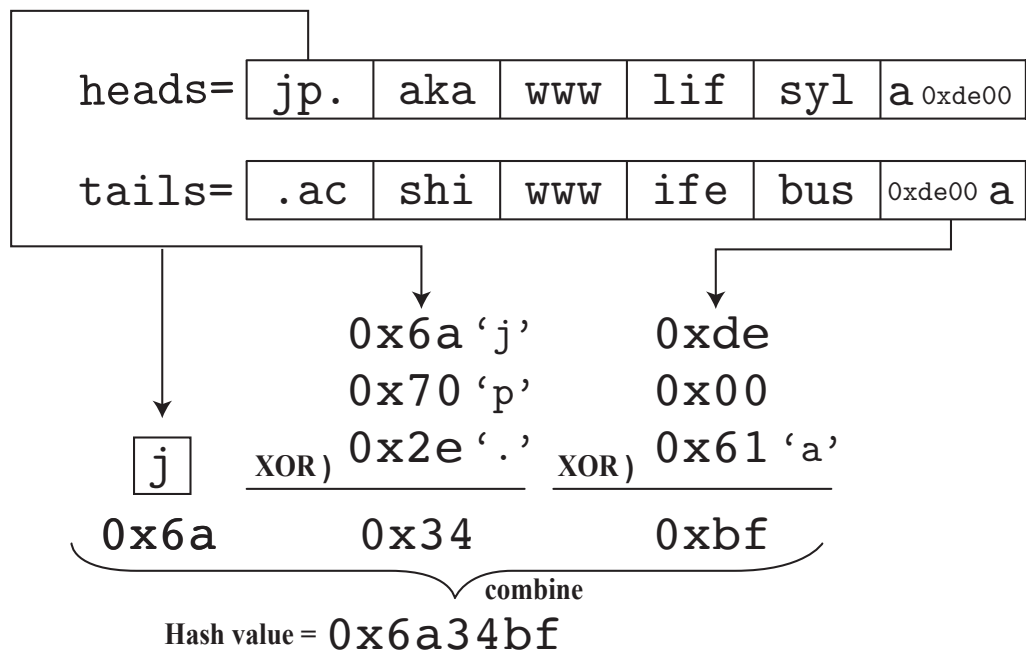 heads= jp. aka www lif syl a 0xde00
tails= .ac shi www ife bus 0xde00 a
0x6a ‘j’ 0xde
0x70 ‘p’ 0x00
j XOR) 0x2e ‘.’ XOR) 0x61 ‘a’
0x6a 0x34 0xbf
combine
Hash value = 0x6a34bf